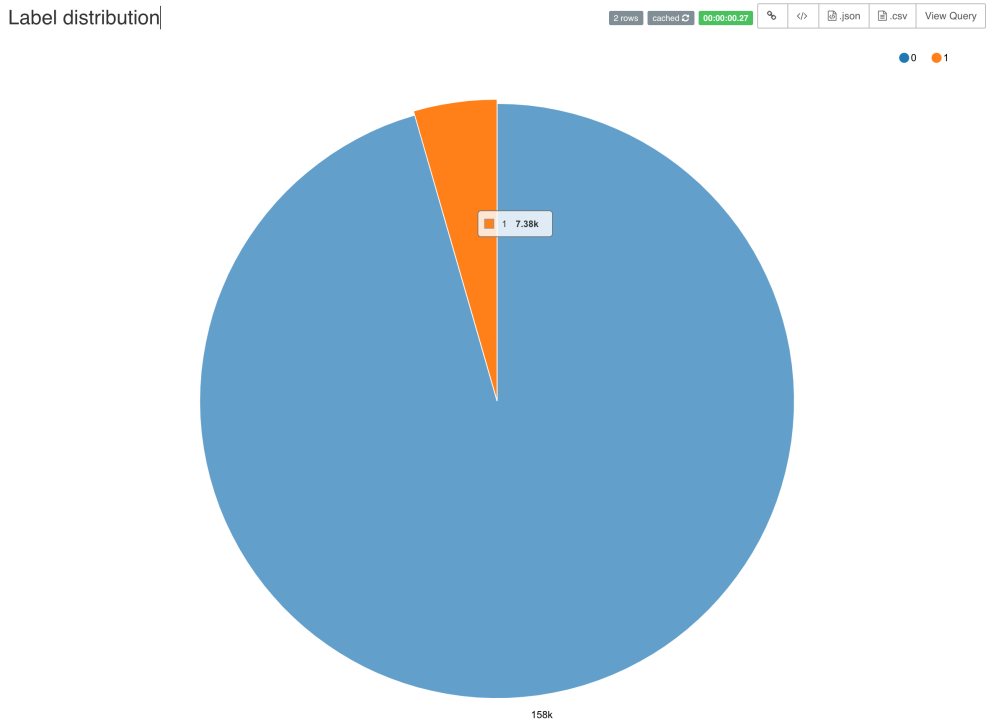 Label distribution
2 rows cached 00:00:00.27 </> .json .csv View Query
0 1
1 7.38k
158k